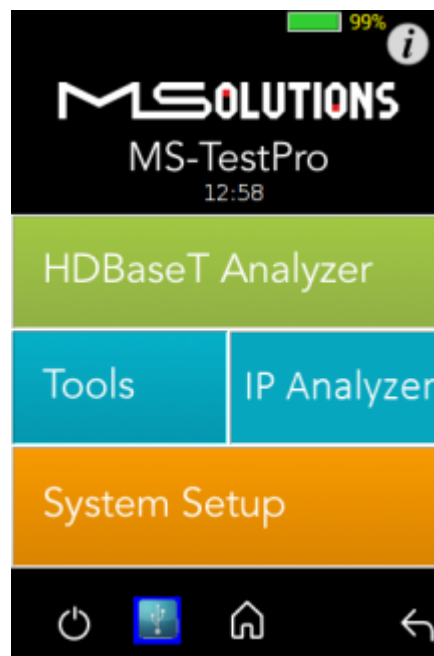 99%
i
MSOLUTIONS
MS-TestPro
12:58
HDBaseT Analyzer
Tools
IP Analyzer
System Setup